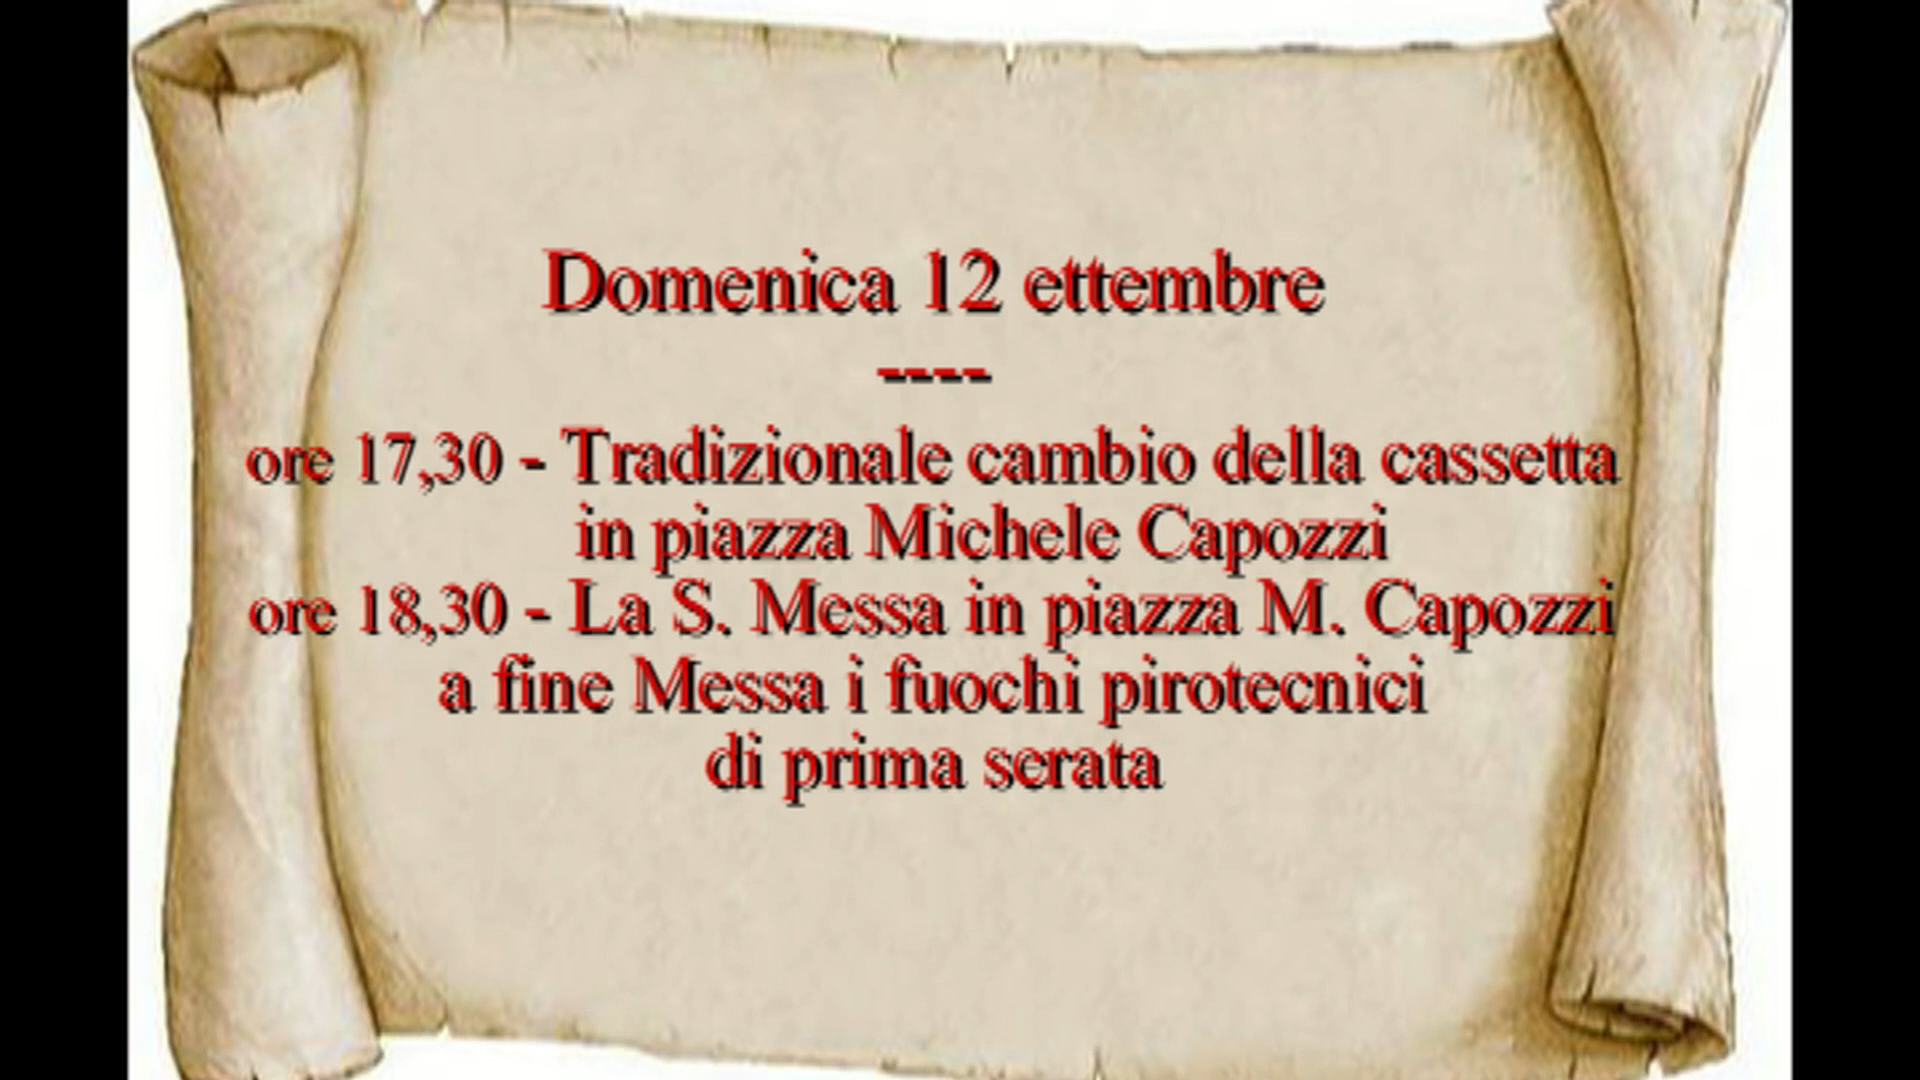 Domenica 12 ettembre
----
ore 17,30 - Tradizionale cambio della cassetta
in piazza Michele Capozzi
ore 18,30 - La S. Messa in piazza M. Capozzi
a fine Messa i fuochi pirotecnici
di prima serata